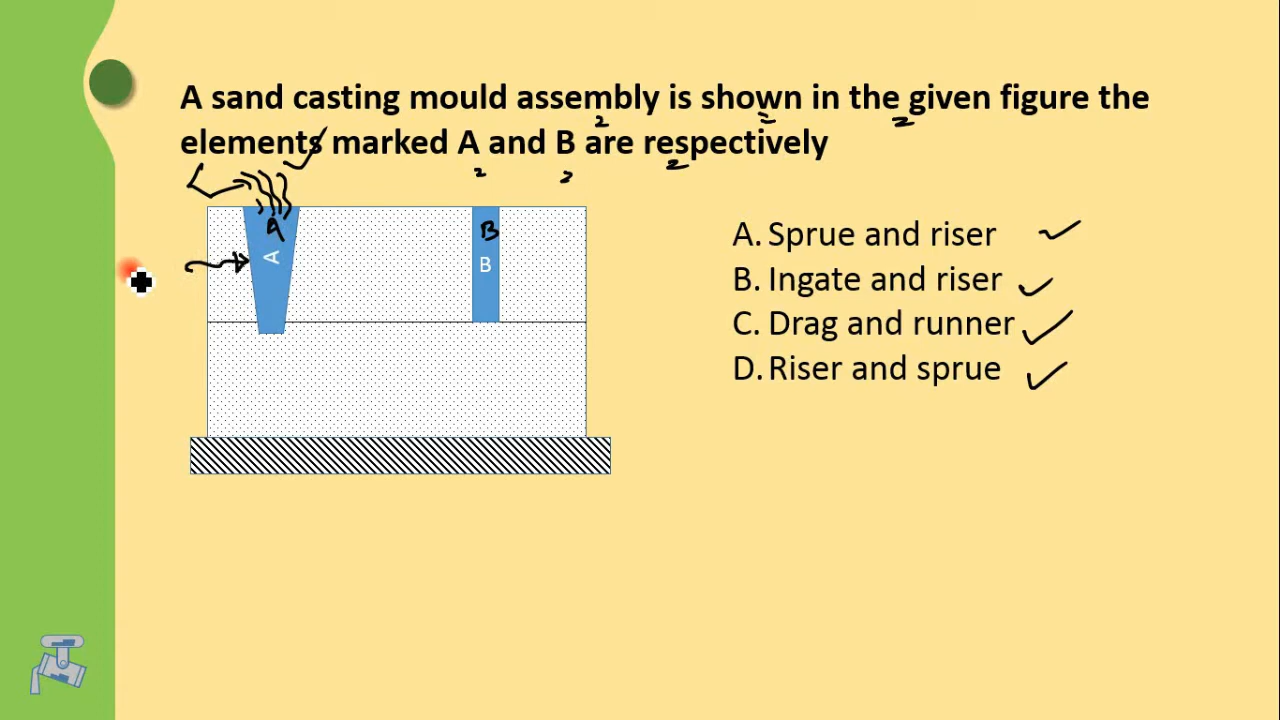 A sand casting mould assembly is shown in the given figure the
elements marked A and B are respectively
A
B
A
B
A. Sprue and riser
B. Ingate and riser
C. Drag and runner
D. Riser and sprue